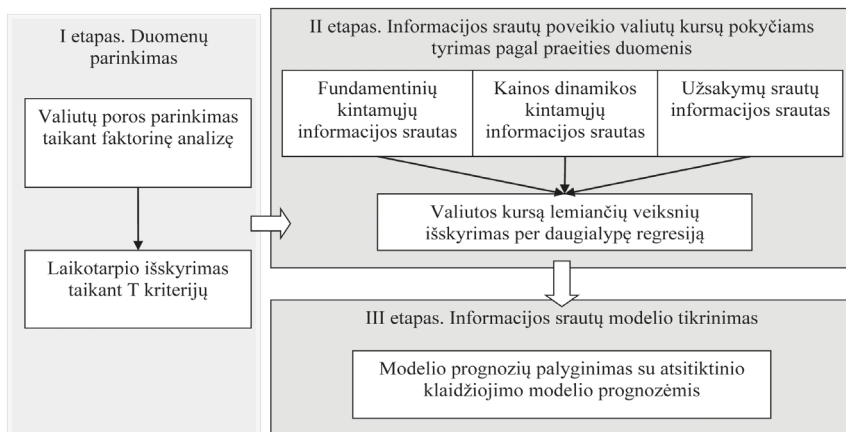 I etapas. Duomenų
parinkimas
Valiutų poros parinkimas
taikant faktorinę analizę
Laikotarpio išskyrimas
taikant T kriterijų
II etapas. Informacijos srautų poveikio valiutų kursų pokyčiams
tyrimas pagal praeities duomenis
Fundamentinių
kintamųjų
informacijos srautas
Kainos dinamikos
kintamųjų
informacijos srautas
Užsakymų srautų
informacijos srautas
Valiutos kursą lemiančių veiksnių
išskyrimas per daugialypę regresiją
III etapas. Informacijos srautų modelio tikrinimas
Modelio prognozių palyginimas su atsitiktinio
klaidžiojimo modelio prognozėmis